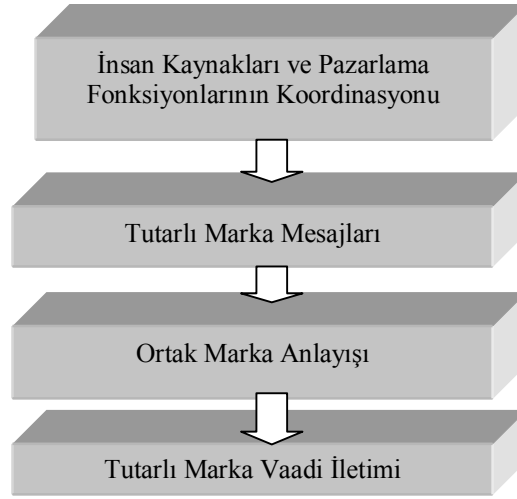 İnsan Kaynakları ve Pazarlama
Fonksiyonlarının Koordinasyonu
Tutarlı Marka Mesajları
Ortak Marka Anlayışı
Tutarlı Marka Vaadi İletimi